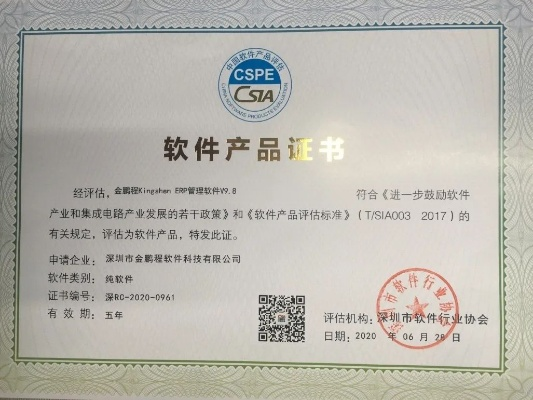 中国软件产品评估
CSPE
CSIA
CHINA SOFTWARE PRODUCTS EVALUATION
软件产品证书
经评估，会鹏程Kingshen ERP管理软件V9.8 符合《进一步鼓励软件
产业和集成电路产业发展的若干政策》和《软件产品评估标准》（T/SIA003 2017）的
有关规定，评估为软件产品，特发此证。
申请企业：深圳市会鹏程软件科技有限公司
软件类别：纯软件
证书编号：深RC-2020-0961
有效期：五年
深圳市软件行业协会
评估机构：深圳市软件行业协会
日期：2020 年 06 月 28 日